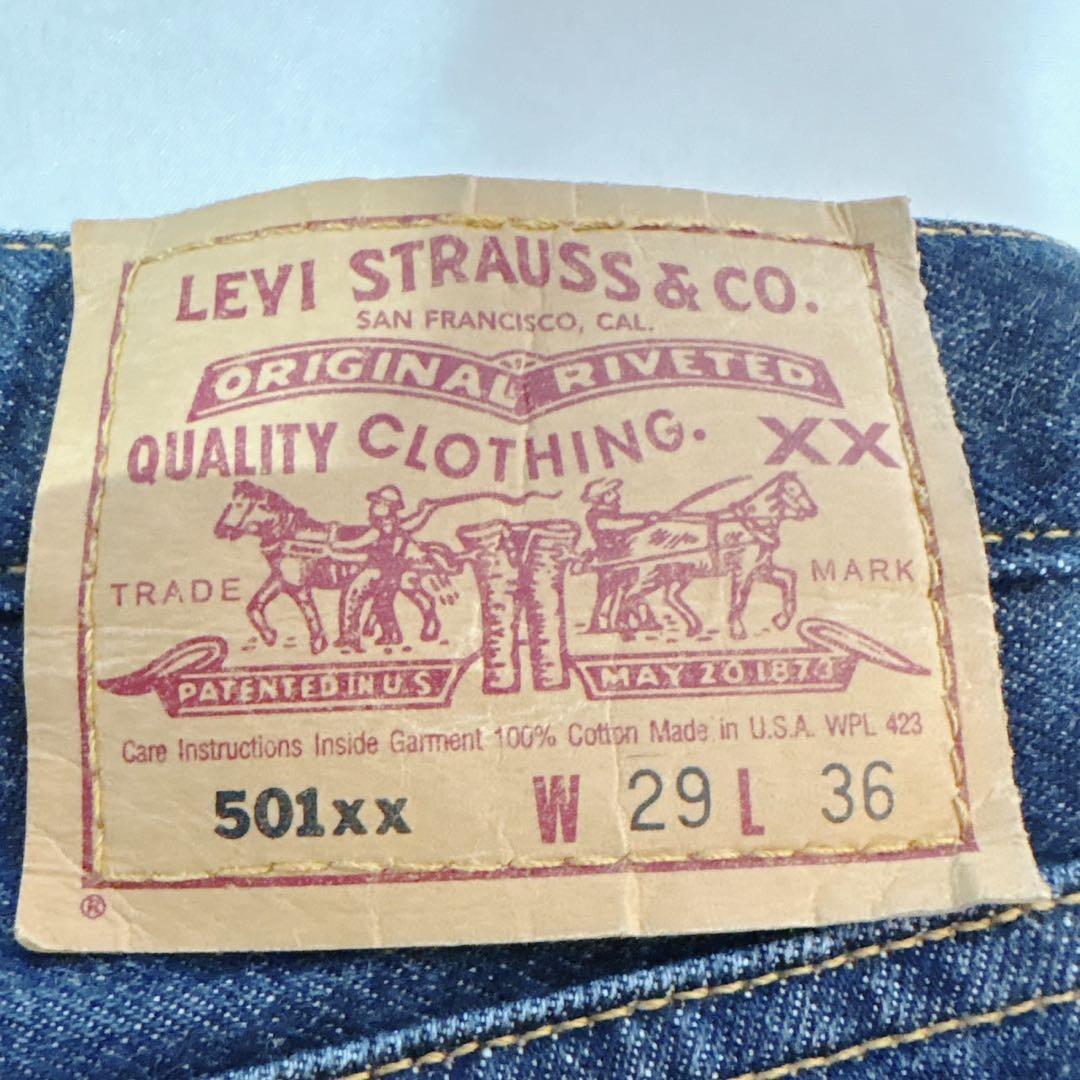 LEVI STRAUSS & CO.
SAN FRANCISCO, CAL.
ORIGINAL RIVETED
QUALITY CLOTHING. XX
TRADE MARK
PATENTED IN U.S. MAY 20.1873
Care Instructions Inside Garment 100% Cotton Made in U.S.A. WPL 423
501xx W 29 L 36
®